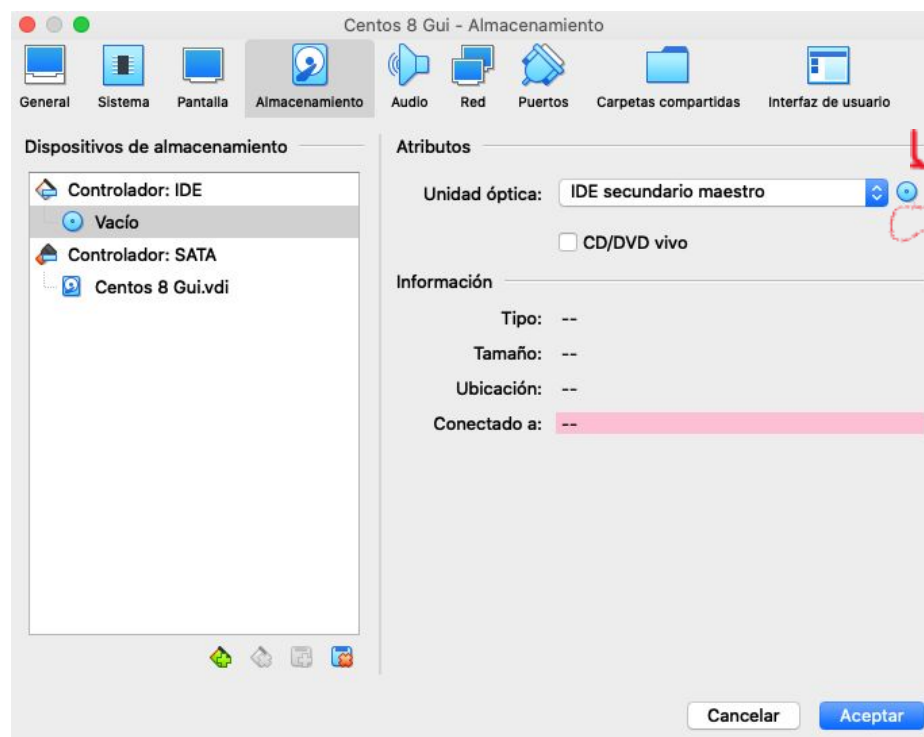 Centos 8 Gui - Almacenamiento
General Sistema Pantalla Almacenamiento Audio Red Puertos Carpetas compartidas Interfaz de usuario
Dispositivos de almacenamiento
Controlador: IDE
Vacío
Controlador: SATA
Centos 8 Gui.vdi
Atributos
Unidad óptica: IDE secundario maestro
CD/DVD vivo
Información
Tipo: --
Tamaño: --
Ubicación: --
Conectado a: --
Cancelar Aceptar